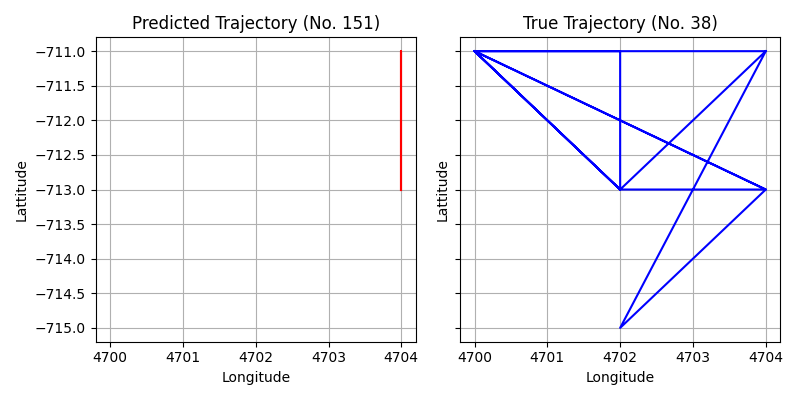 Predicted Trajectory (No. 151)
True Trajectory (No. 38)
−711.0
−711.5
−712.0
−712.5
−713.0
−713.5
−714.0
−714.5
−715.0
Lattitude
Lattitude
4700 4701 4702 4703 4704
4700 4701 4702 4703 4704
Longitude
Longitude